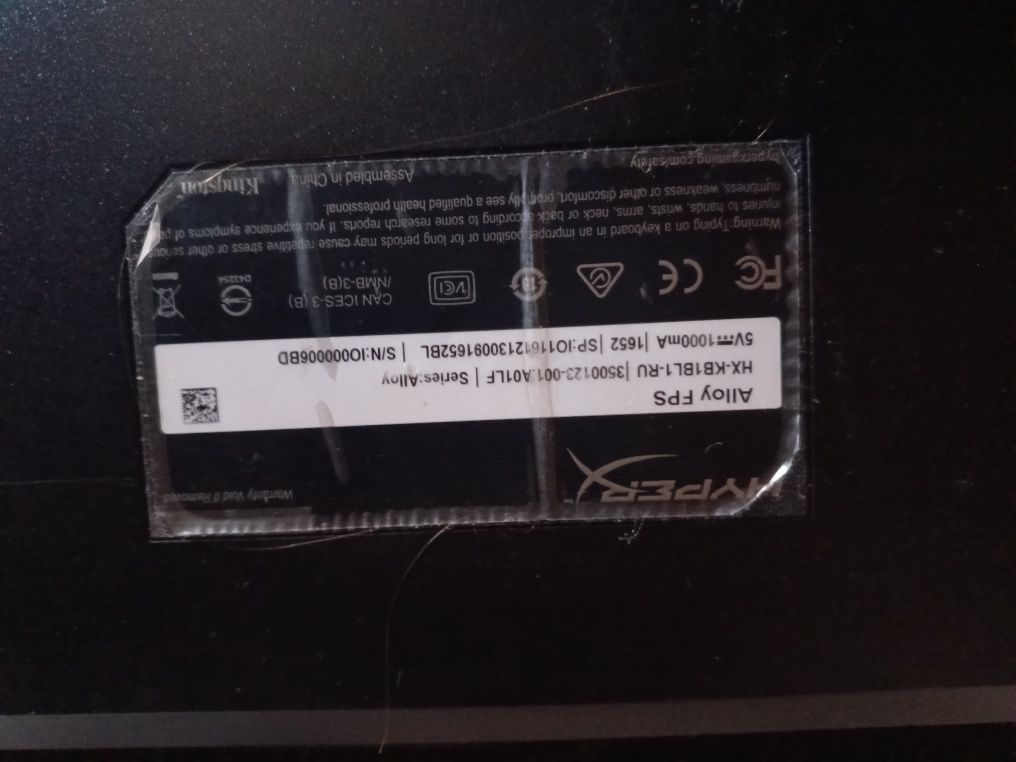 HYPERX
Warranty Void if Removed
Alloy FPS
HX-KB1BL1-RU | 3500123-001.A01LF | Series:Alloy
5V⎓1000mA | 1652 | SP:IO11612130091652BL | S/N:IO000006BD
FC CE VCI
CAN ICES-3 (B)
/NMB-3(B)
D43254
Warning:Typing on a keyboard in an improper position or for long periods may cause repetitive stress or other serious
injuries to hands, wrists, arms, neck or back according to some research reports. If you experience symptoms of
numbness, weakness or other discomfort, promptly see a qualified health professional.
hyperxgaming.com/safety
Assembled in China
Kingston